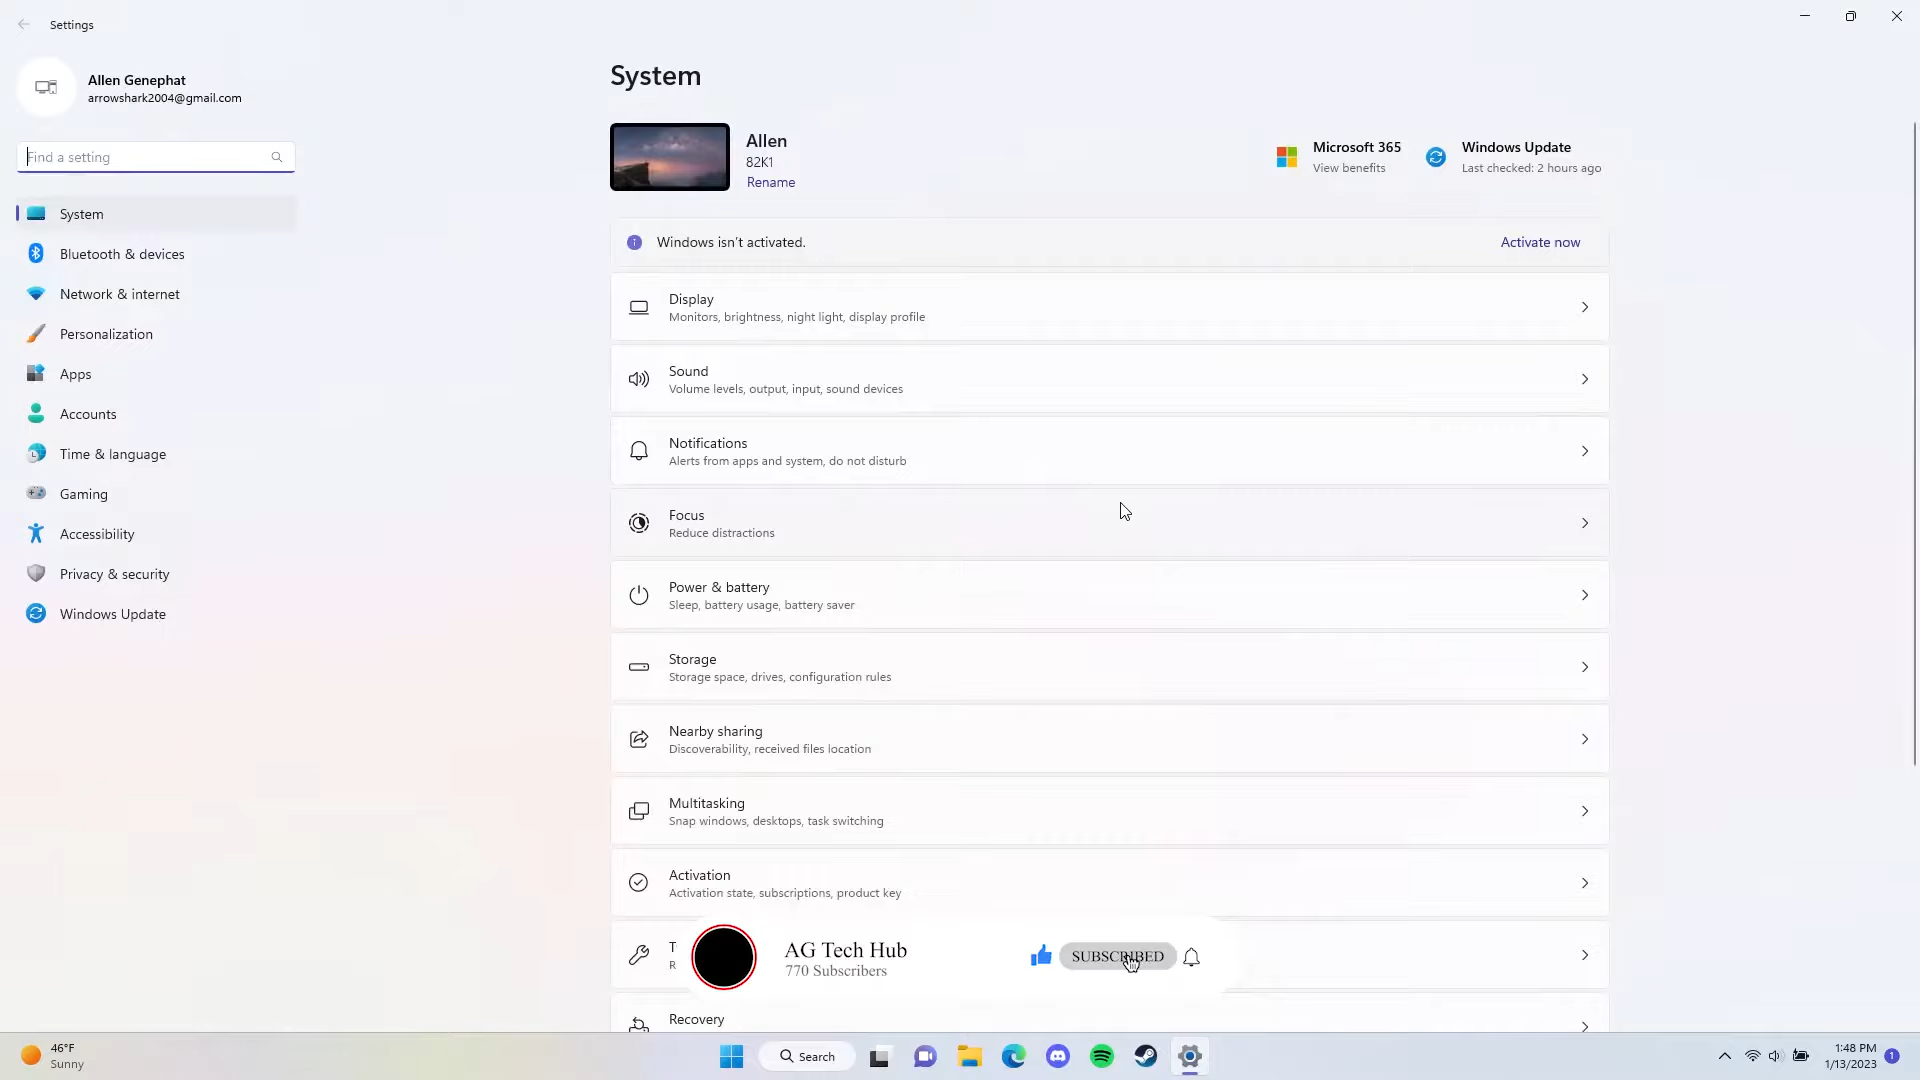 Settings
Allen Genephat
arrowshark2004@gmail.com
Find a setting
System
Bluetooth & devices
Network & internet
Personalization
Apps
Accounts
Time & language
Gaming
Accessibility
Privacy & security
Windows Update
System
Allen
82K1
Rename
Microsoft 365
View benefits
Windows Update
Last checked: 2 hours ago
Windows isn't activated.
Activate now
Display
Monitors, brightness, night light, display profile
Sound
Volume levels, output, input, sound devices
Notifications
Alerts from apps and system, do not disturb
Focus
Reduce distractions
Power & battery
Sleep, battery usage, battery saver
Storage
Storage space, drives, configuration rules
Nearby sharing
Discoverability, received files location
Multitasking
Snap windows, desktops, task switching
Activation
Activation state, subscriptions, product key
T
R
AG Tech Hub
770 Subscribers
SUBSCRIBED
Recovery
46°F
Sunny
Search
1:48 PM
1/13/2023
1